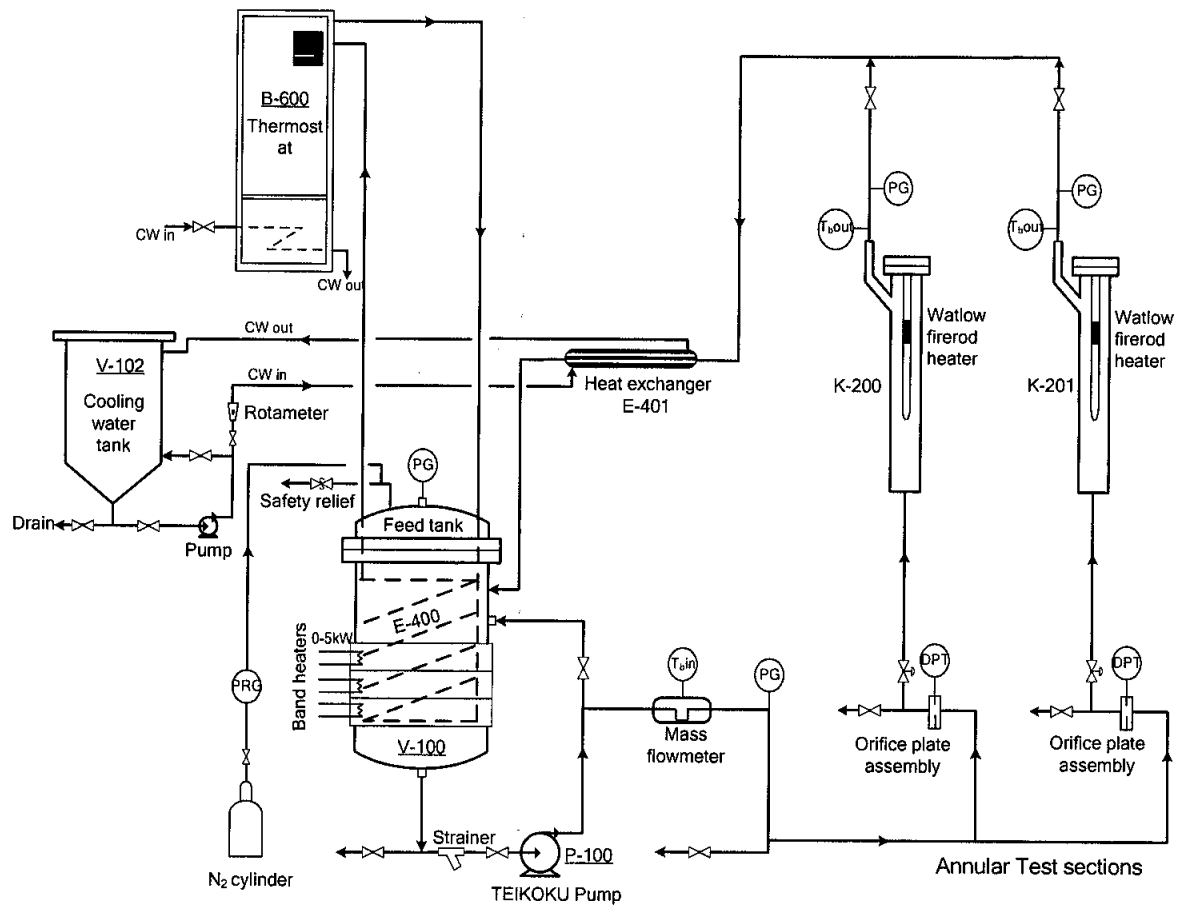 B-600
Thermost
at
CW in
CW out
PG
PG
T_bout
T_bout
Watlow
firerod
heater
Watlow
firerod
heater
K-200
K-201
CW out
V-102
Cooling
water
tank
CW in
Rotameter
Heat exchanger
E-401
PG
Safety relief
Feed tank
Drain
Pump
E-400
0-5kW
Band heaters
PRG
T_bin
PG
DPT
DPT
Mass
flowmeter
Orifice plate
assembly
Orifice plate
assembly
V-100
Strainer
P-100
N₂ cylinder
TEIKOKU Pump
Annular Test sections